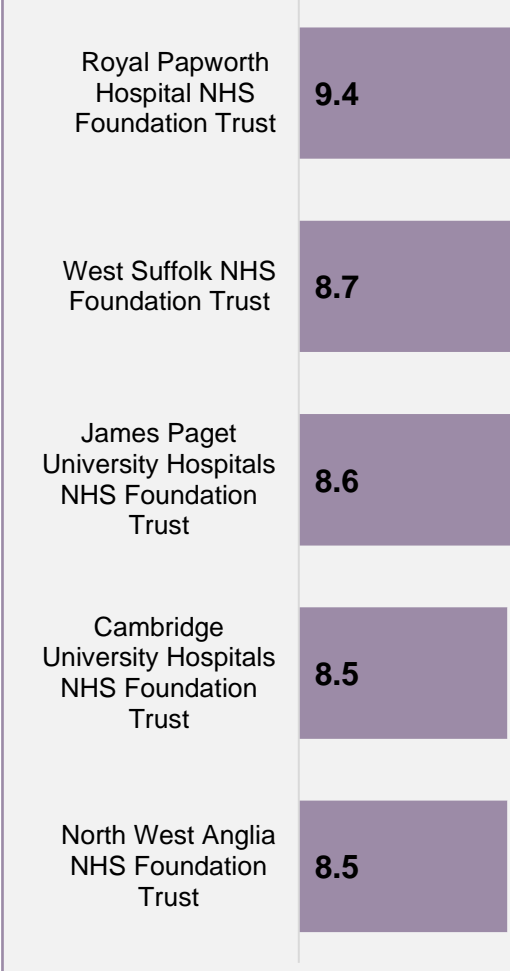 Royal Papworth
Hospital NHS
Foundation Trust
9.4
West Suffolk NHS
Foundation Trust
8.7
James Paget
University Hospitals
NHS Foundation
Trust
8.6
Cambridge
University Hospitals
NHS Foundation
Trust
8.5
North West Anglia
NHS Foundation
Trust
8.5